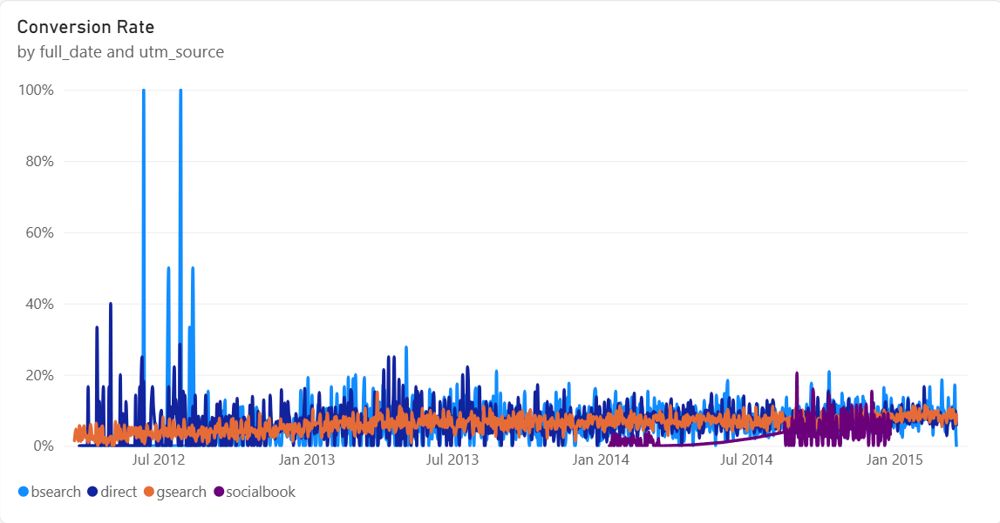 Conversion Rate
by full_date and utm_source
100%
80%
60%
40%
20%
0%
Jul 2012 Jan 2013 Jul 2013 Jan 2014 Jul 2014 Jan 2015
bsearch direct gsearch socialbook